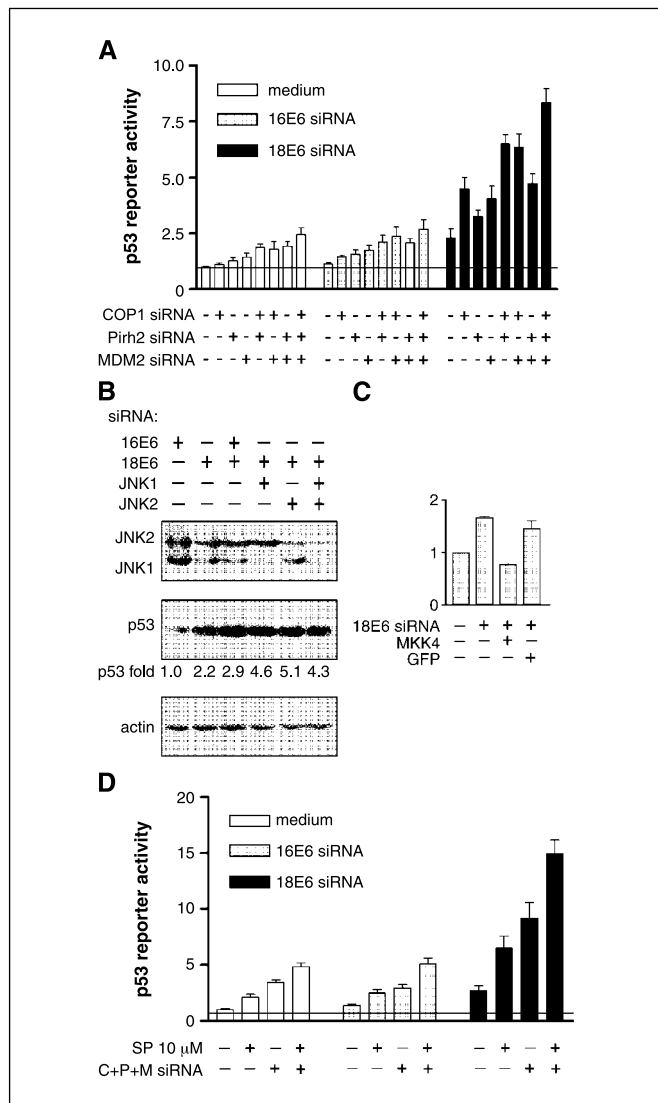 A
p53 reporter activity
10.0
7.5
5.0
2.5
0
medium
16E6 siRNA
18E6 siRNA
COP1 siRNA - + - - + + - + - + - - + + - + - + - - + + - +
Pirh2 siRNA - - + - + - + + - - + - + - + + - - + - + - + +
MDM2 siRNA - - - + - + + + - - - + - + + + - - - + - + + +
B
siRNA:
16E6 + – + – – –
18E6 – + + + + +
JNK1 – – – + – +
JNK2 – – – – + +
JNK2
JNK1
p53
p53 fold 1.0 2.2 2.9 4.6 5.1 4.3
actin
C
2
1
0
18E6 siRNA – + + +
MKK4 – – + –
GFP – – – +
D
p53 reporter activity
20
15
10
5
0
medium
16E6 siRNA
18E6 siRNA
SP 10 μM – + – + – + – + – + – +
C+P+M siRNA – – + + – – + + – – + +